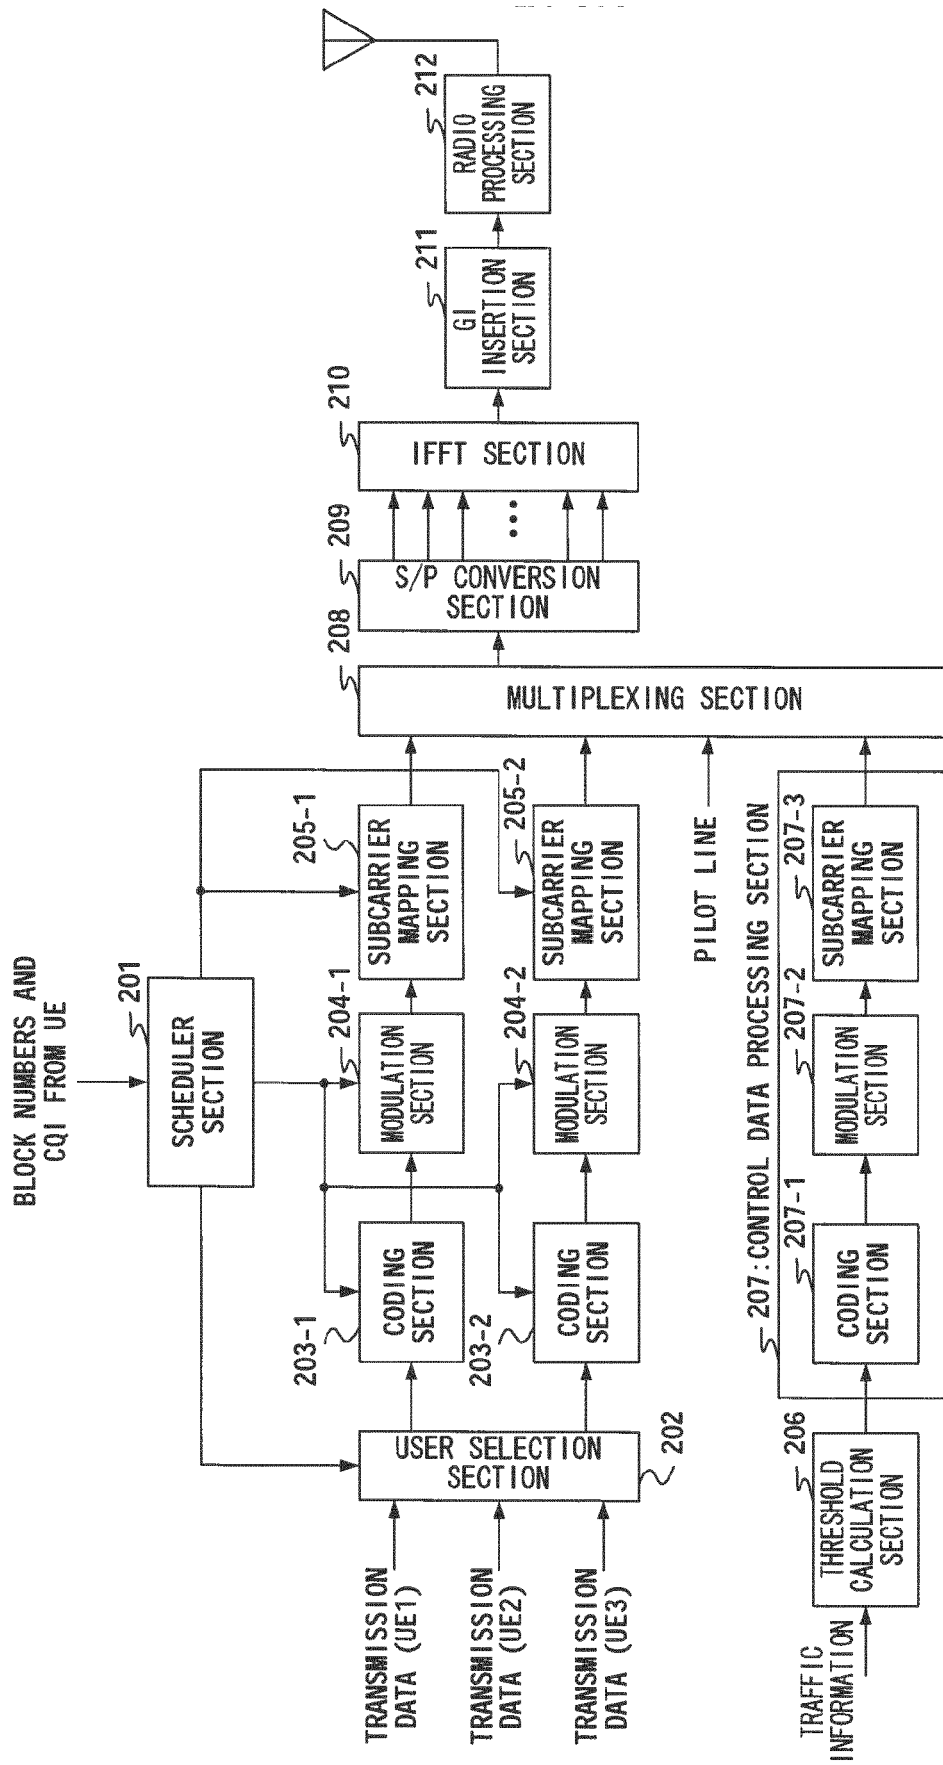 BLOCK NUMBERS AND
CQI FROM UE
201
SCHEDULER
SECTION
TRANSMISSION
DATA (UE1)
TRANSMISSION
DATA (UE2)
TRANSMISSION
DATA (UE3)
USER SELECTION
SECTION
202
203-1
CODING
SECTION
204-1
MODULATION
SECTION
205-1
SUBCARRIER
MAPPING
SECTION
203-2
CODING
SECTION
204-2
MODULATION
SECTION
205-2
SUBCARRIER
MAPPING
SECTION
PILOT LINE
TRAFFIC
INFORMATION
206
THRESHOLD
CALCULATION
SECTION
207:CONTROL DATA PROCESSING SECTION
207-1
CODING
SECTION
207-2
MODULATION
SECTION
207-3
SUBCARRIER
MAPPING
SECTION
208
MULTIPLEXING SECTION
209
S/P CONVERSION
SECTION
210
IFFT SECTION
211
GI
INSERTION
SECTION
212
RADIO
PROCESSING
SECTION